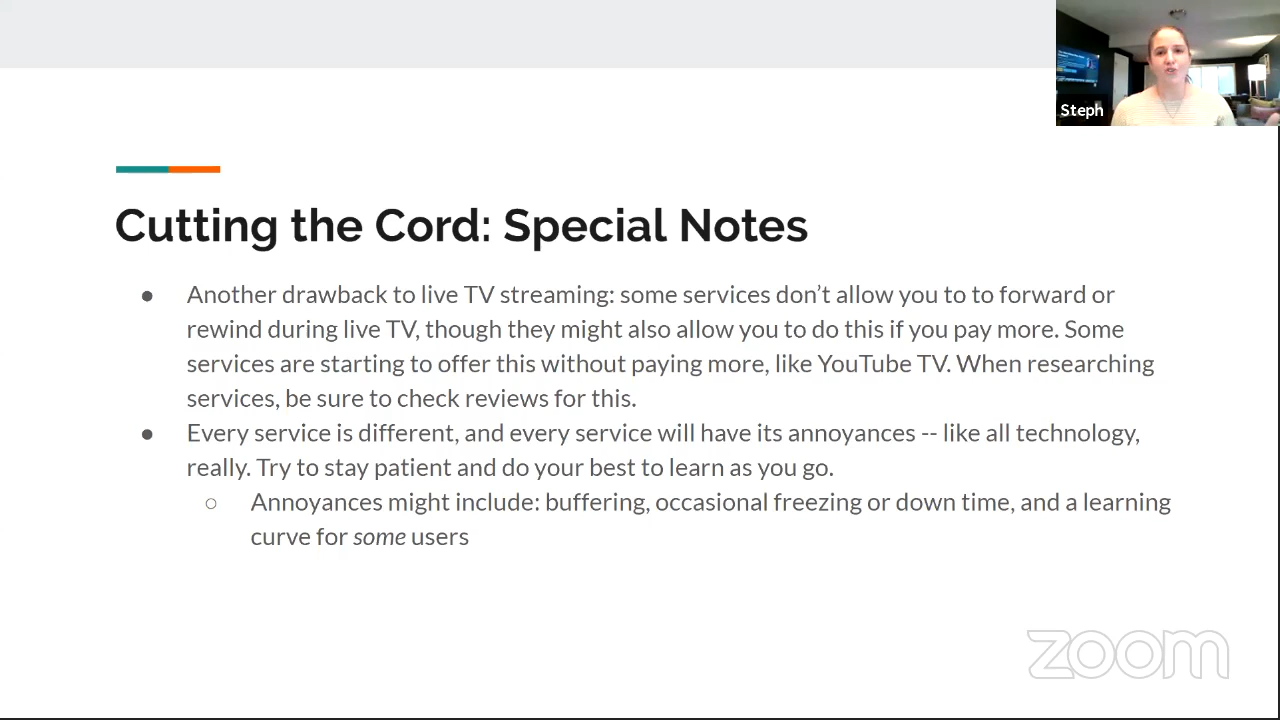 Steph
Cutting the Cord: Special Notes
● Another drawback to live TV streaming: some services don’t allow you to to forward or
rewind during live TV, though they might also allow you to do this if you pay more. Some
services are starting to offer this without paying more, like YouTube TV. When researching
services, be sure to check reviews for this.
● Every service is different, and every service will have its annoyances -- like all technology,
really. Try to stay patient and do your best to learn as you go.
○ Annoyances might include: buffering, occasional freezing or down time, and a learning
curve for some users
zoom